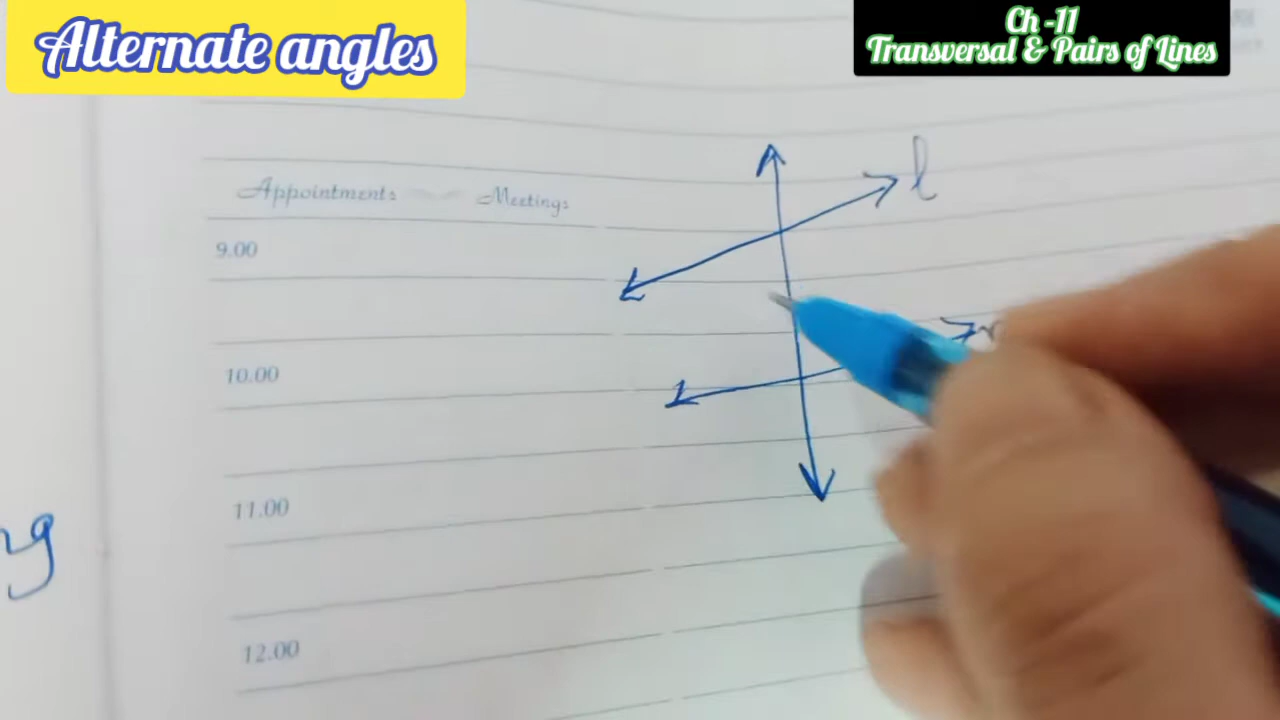 Alternate angles
Ch -11
Transversal & Pairs of Lines
Appointments Meetings
l
9.00
10.00
11.00
12.00